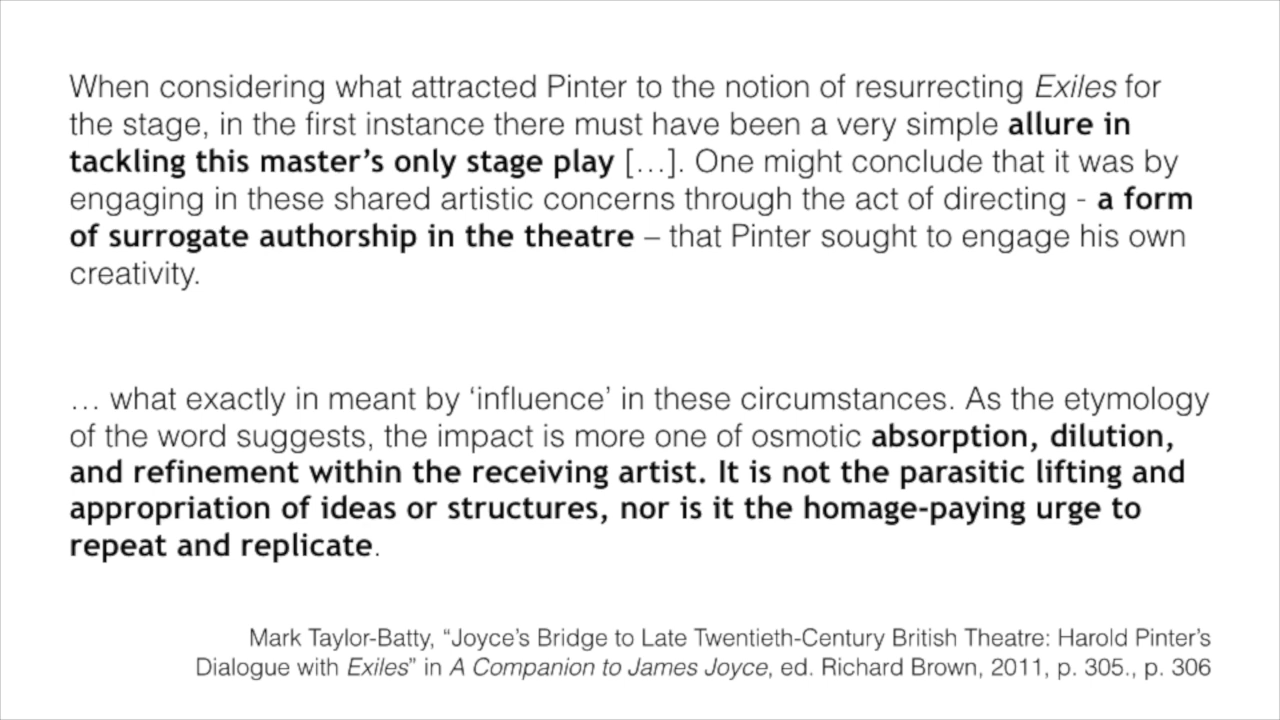 When considering what attracted Pinter to the notion of resurrecting Exiles for
the stage, in the first instance there must have been a very simple allure in
tackling this master’s only stage play […]. One might conclude that it was by
engaging in these shared artistic concerns through the act of directing - a form
of surrogate authorship in the theatre – that Pinter sought to engage his own
creativity.
… what exactly in meant by ‘influence’ in these circumstances. As the etymology
of the word suggests, the impact is more one of osmotic absorption, dilution,
and refinement within the receiving artist. It is not the parasitic lifting and
appropriation of ideas or structures, nor is it the homage-paying urge to
repeat and replicate.
Mark Taylor-Batty, “Joyce’s Bridge to Late Twentieth-Century British Theatre: Harold Pinter’s
Dialogue with Exiles” in A Companion to James Joyce, ed. Richard Brown, 2011, p. 305., p. 306